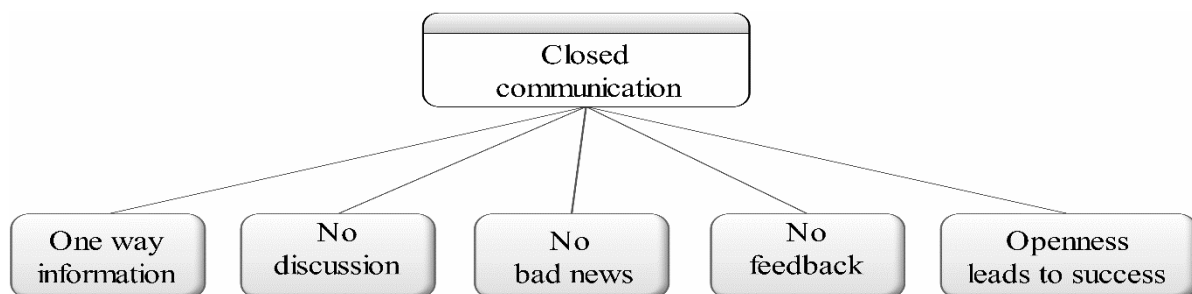 Closed
communication
One way
information
No
discussion
No
bad news
No
feedback
Openness
leads to success